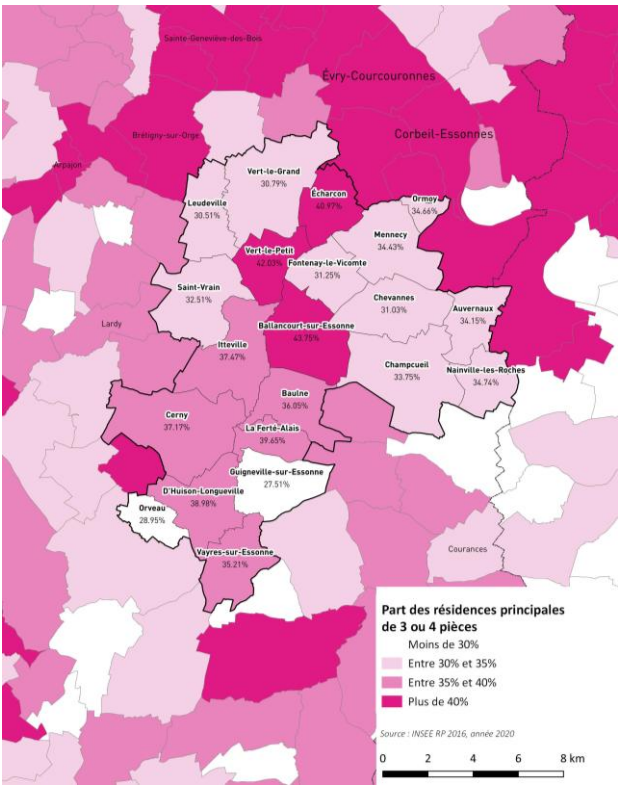 Sainte-Geneviève-des-Bois
Évry-Courcouronnes
Brétigny-sur-Orge
Corbeil-Essonnes
Arpajon
Vert-le-Grand
30.79%
Écharcon
40.97%
Leudeville
30.51%
Ormoy
34.66%
Mennecy
34.43%
Vert-le-Petit
42.03%
Fontenay-le-Vicomte
31.25%
Saint-Vrain
32.51%
Chevannes
31.03%
Auvernaux
34.15%
Lardy
Ballancourt-sur-Essonne
43.75%
Itteville
37.47%
Champcueil
33.75%
Nainville-les-Roches
34.74%
Baulne
36.05%
Cerny
37.17%
La Ferté-Alais
39.65%
Guigneville-sur-Essonne
27.51%
D'Huison-Longueville
38.98%
Orveau
28.95%
Vayres-sur-Essonne
35.21%
Courances
Part des résidences principales
de 3 ou 4 pièces
Moins de 30%
Entre 30% et 35%
Entre 35% et 40%
Plus de 40%
Source : INSEE RP 2016, année 2020
0 2 4 6 8 km